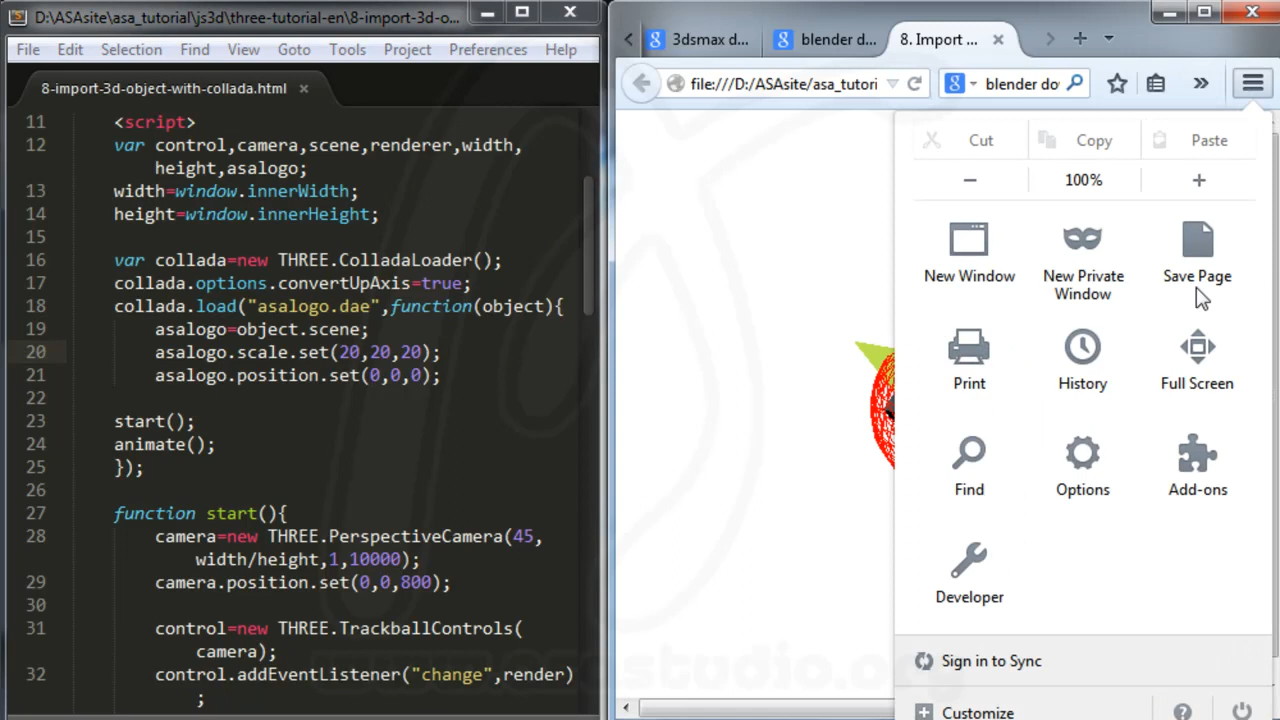 D:\ASAsite\asa_tutorial\js3d\three-tutorial-en\8-import-3d-o...
File Edit Selection Find View Goto Tools Project Preferences Help
8-import-3d-object-with-collada.html
11 <script>
12 var control,camera,scene,renderer,width,
height,asalogo;
13 width=window.innerWidth;
14 height=window.innerHeight;
15
16 var collada=new THREE.ColladaLoader();
17 collada.options.convertUpAxis=true;
18 collada.load("asalogo.dae",function(object){
19 asalogo=object.scene;
20 asalogo.scale.set(20,20,20);
21 asalogo.position.set(0,0,0);
22
23 start();
24 animate();
25 });
26
27 function start(){
28 camera=new THREE.PerspectiveCamera(45,
width/height,1,10000);
29 camera.position.set(0,0,800);
30
31 control=new THREE.TrackballControls(
camera);
32 control.addEventListener("change",render)
;
3dsmax d... blender d... 8. Import ...
file:///D:/ASAsite/asa_tutori
blender do
Cut Copy Paste
− 100% +
New Window
New Private
Window
Save Page
Print History Full Screen
Find Options Add-ons
Developer
Sign in to Sync
Customize